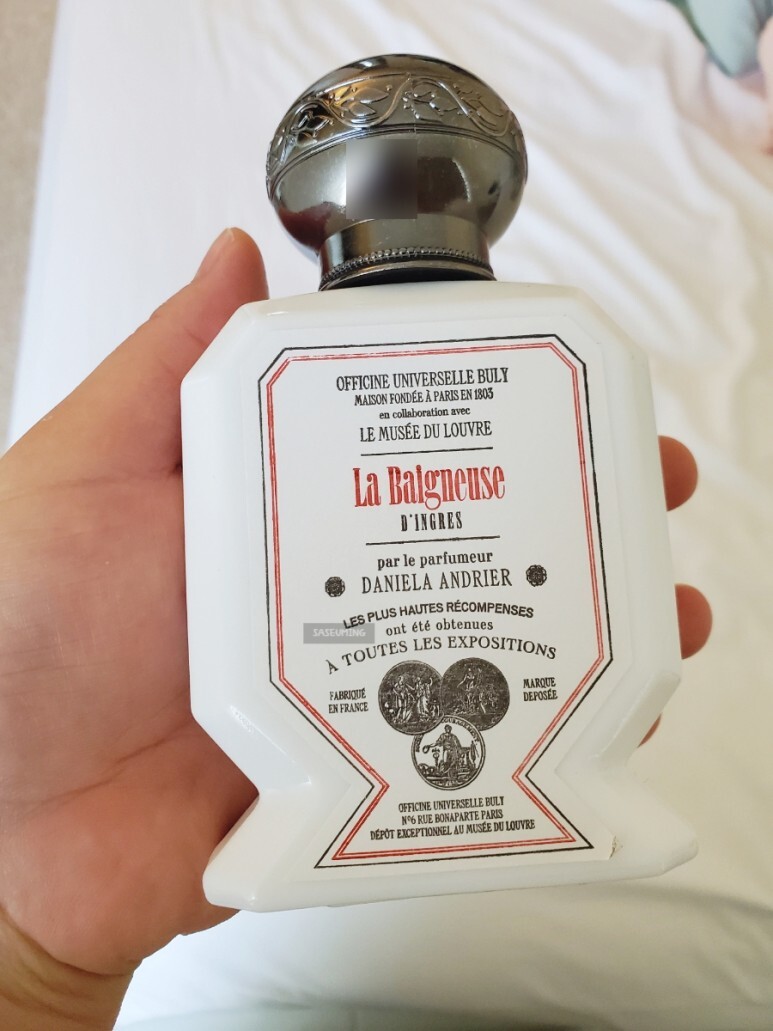 OFFICINE UNIVERSELLE BULY
MAISON FONDÉE À PARIS EN 1803
en collaboration avec
LE MUSÉE DU LOUVRE
La Baigneuse
D'INGRES
par le parfumeur
DANIELA ANDRIER
LES PLUS HAUTES RÉCOMPENSES
SASEUMING
ont été obtenues
À TOUTES LES EXPOSITIONS
FABRIQUÉ
EN FRANCE
MARQUE
DEPOSÉE
OFFICINE UNIVERSELLE BULY
Nº6 RUE BONAPARTE PARIS
DÉPÔT EXCEPTIONNEL AU MUSÉE DU LOUVRE